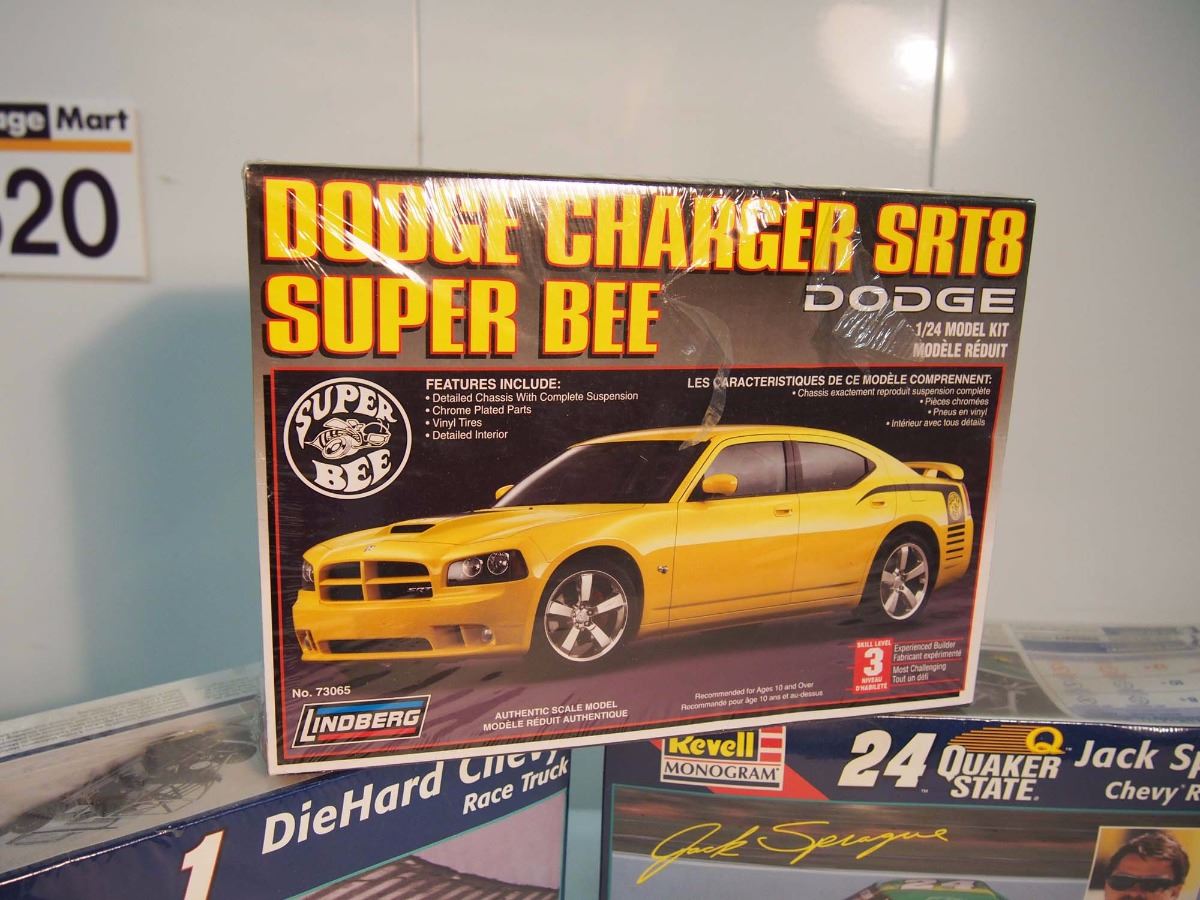 Mart
20
DODGE CHARGER SRT8
SUPER BEE
DODGE
1/24 MODEL KIT
MODÈLE RÉDUIT
SUPER
BEE
FEATURES INCLUDE:
• Detailed Chassis With Complete Suspension
• Chrome Plated Parts
• Vinyl Tires
• Detailed Interior
LES CARACTERISTIQUES DE CE MODÈLE COMPRENNENT:
• Chassis exactement reproduit suspension complète
• Pièces chromées
• Pneus en vinyl
• Intérieur avec tous détails
SRT
SKILL LEVEL
3
NIVEAU
D'HABILETÉ
Experienced Builder
Fabricant expérimenté
Most Challenging
Tout un défi
No. 73065
LINDBERG
AUTHENTIC SCALE MODEL
MODÈLE RÉDUIT AUTHENTIQUE
Recommended for Ages 10 and Over
Recommandé pour âge 10 ans et au-dessus
1
DieHard Chevy
Race Truck
Revell
MONOGRAM
24
Q
QUAKER
STATE
Jack Sp
Chevy R
Jack Sprague
24